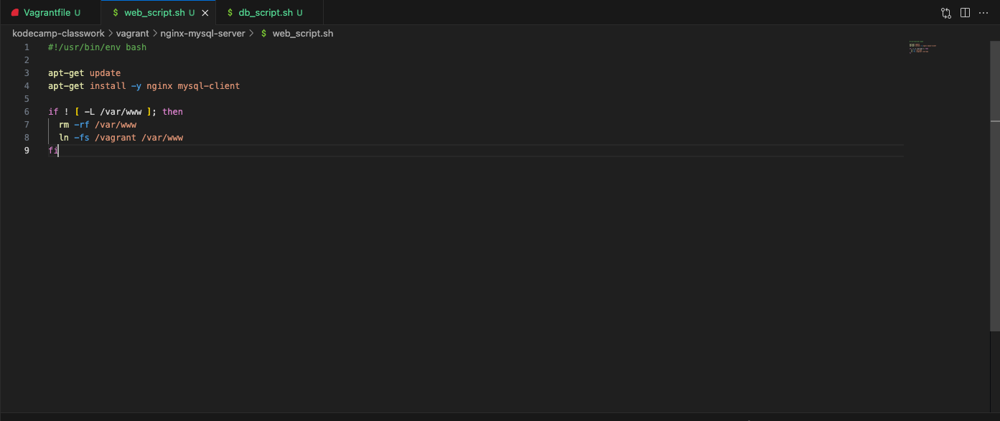 Vagrantfile U $ web_script.sh U $ db_script.sh U
kodecamp-classwork > vagrant > nginx-mysql-server > $ web_script.sh
1 #!/usr/bin/env bash
2
3 apt-get update
4 apt-get install -y nginx mysql-client
5
6 if ! [ -L /var/www ]; then
7 rm -rf /var/www
8 ln -fs /vagrant /var/www
9 fi